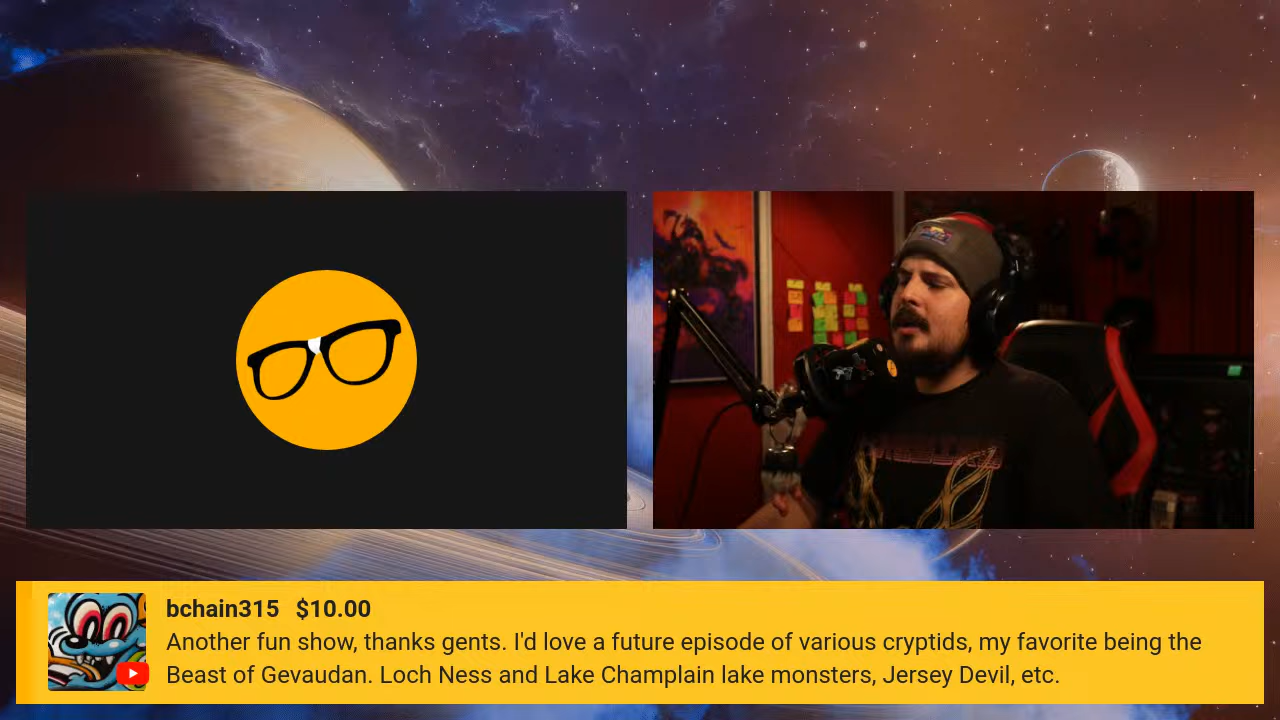 bchain315 $10.00
Another fun show, thanks gents. I'd love a future episode of various cryptids, my favorite being the
Beast of Gevaudan. Loch Ness and Lake Champlain lake monsters, Jersey Devil, etc.